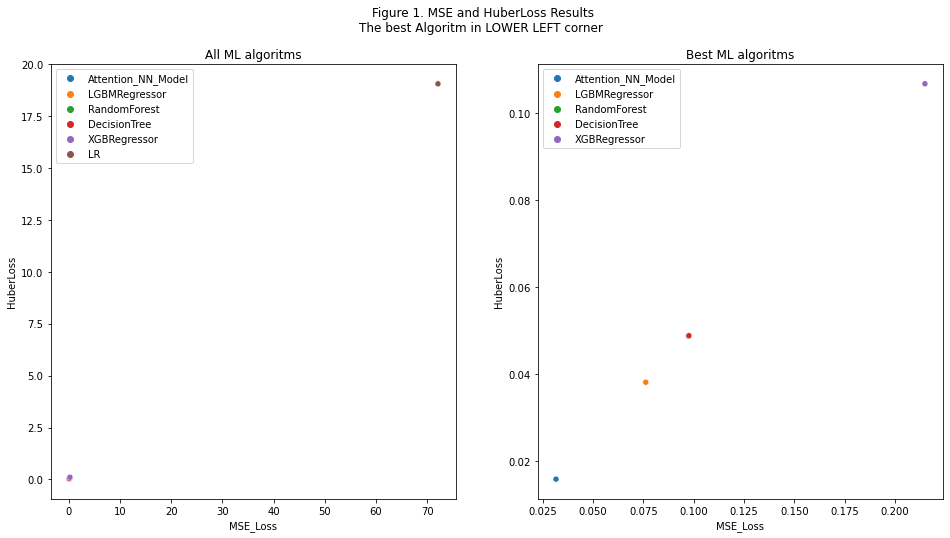 Figure 1. MSE and HuberLoss Results
The best Algoritm in LOWER LEFT corner
All ML algoritms
Attention_NN_Model
LGBMRegressor
RandomForest
DecisionTree
XGBRegressor
LR
20.0
17.5
15.0
12.5
10.0
7.5
5.0
2.5
0.0
HuberLoss
0
10
20
30
40
50
60
70
MSE_Loss
Best ML algoritms
Attention_NN_Model
LGBMRegressor
RandomForest
DecisionTree
XGBRegressor
0.10
0.08
0.06
0.04
0.02
HuberLoss
0.025
0.050
0.075
0.100
0.125
0.150
0.175
0.200
MSE_Loss